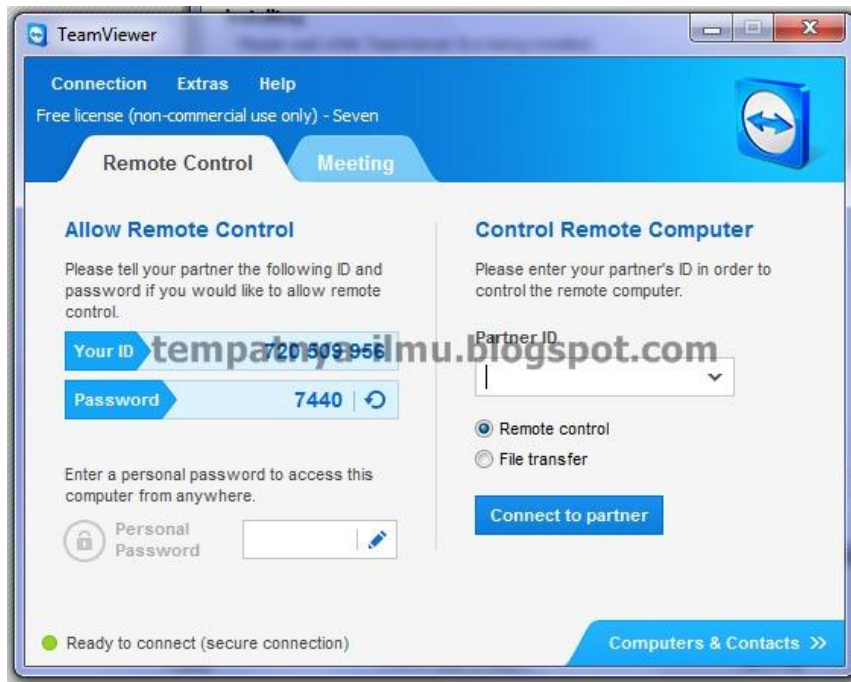 Installing
TeamViewer
Connection Extras Help
Free license (non-commercial use only) - Seven
Remote Control Meeting
Allow Remote Control
Please tell your partner the following ID and
password if you would like to allow remote
control.
Your ID 720 509 956
Password 7440
Enter a personal password to access this
computer from anywhere.
Personal
Password
Control Remote Computer
Please enter your partner's ID in order to
control the remote computer.
Partner ID
Remote control
File transfer
Connect to partner
tempatnya-ilmu.blogspot.com
Ready to connect (secure connection)
Computers & Contacts >>